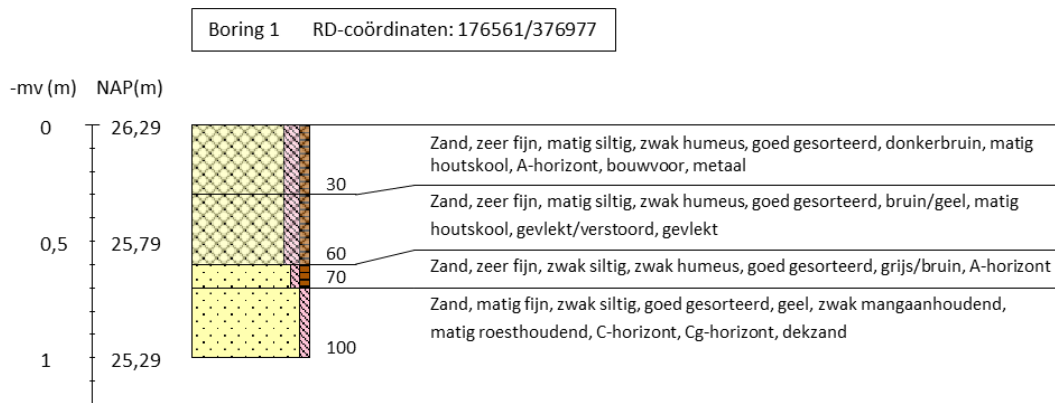 Boring 1 RD-coördinaten: 176561/376977
-mv (m) NAP(m)
0 26,29
Zand, zeer fijn, matig siltig, zwak humeus, goed gesorteerd, donkerbruin, matig
houtskool, A-horizont, bouwvoor, metaal
30
Zand, zeer fijn, matig siltig, zwak humeus, goed gesorteerd, bruin/geel, matig
houtskool, gevlekt/verstoord, gevlekt
0,5 25,79
60
Zand, zeer fijn, zwak siltig, zwak humeus, goed gesorteerd, grijs/bruin, A-horizont
70
Zand, matig fijn, zwak siltig, goed gesorteerd, geel, zwak mangaanhoudend,
matig roesthoudend, C-horizont, Cg-horizont, dekzand
100
1 25,29